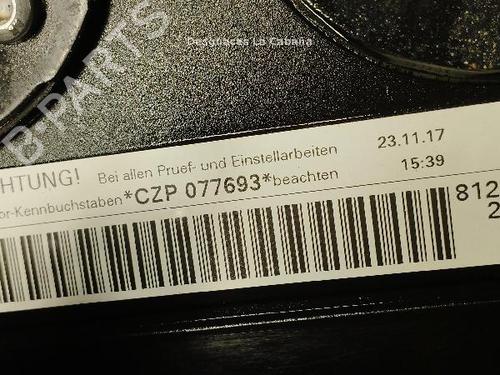 Desguaces La Cabaña
B-PARTS
ACHTUNG! Bei allen Pruef- und Einstellarbeiten 23.11.17
or-Kennbuchstaben *CZP 077693* beachten 15:39
812
2